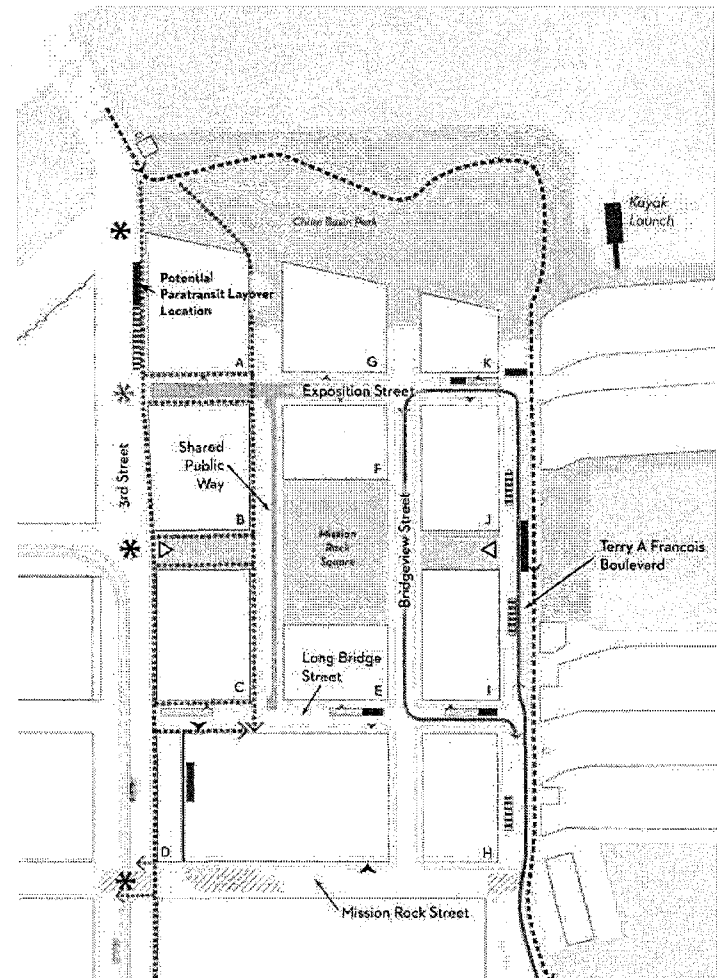 China Basin Park
Kayak
Launch
Potential
Paratransit Layover
Location
A
G
K
Exposition Street
3rd Street
Shared
Public
Way
F
B
Mission
Rock
Square
Bridgeview Street
J
Terry A Francois
Boulevard
Long Bridge
Street
C
E
I
D
H
Mission Rock Street